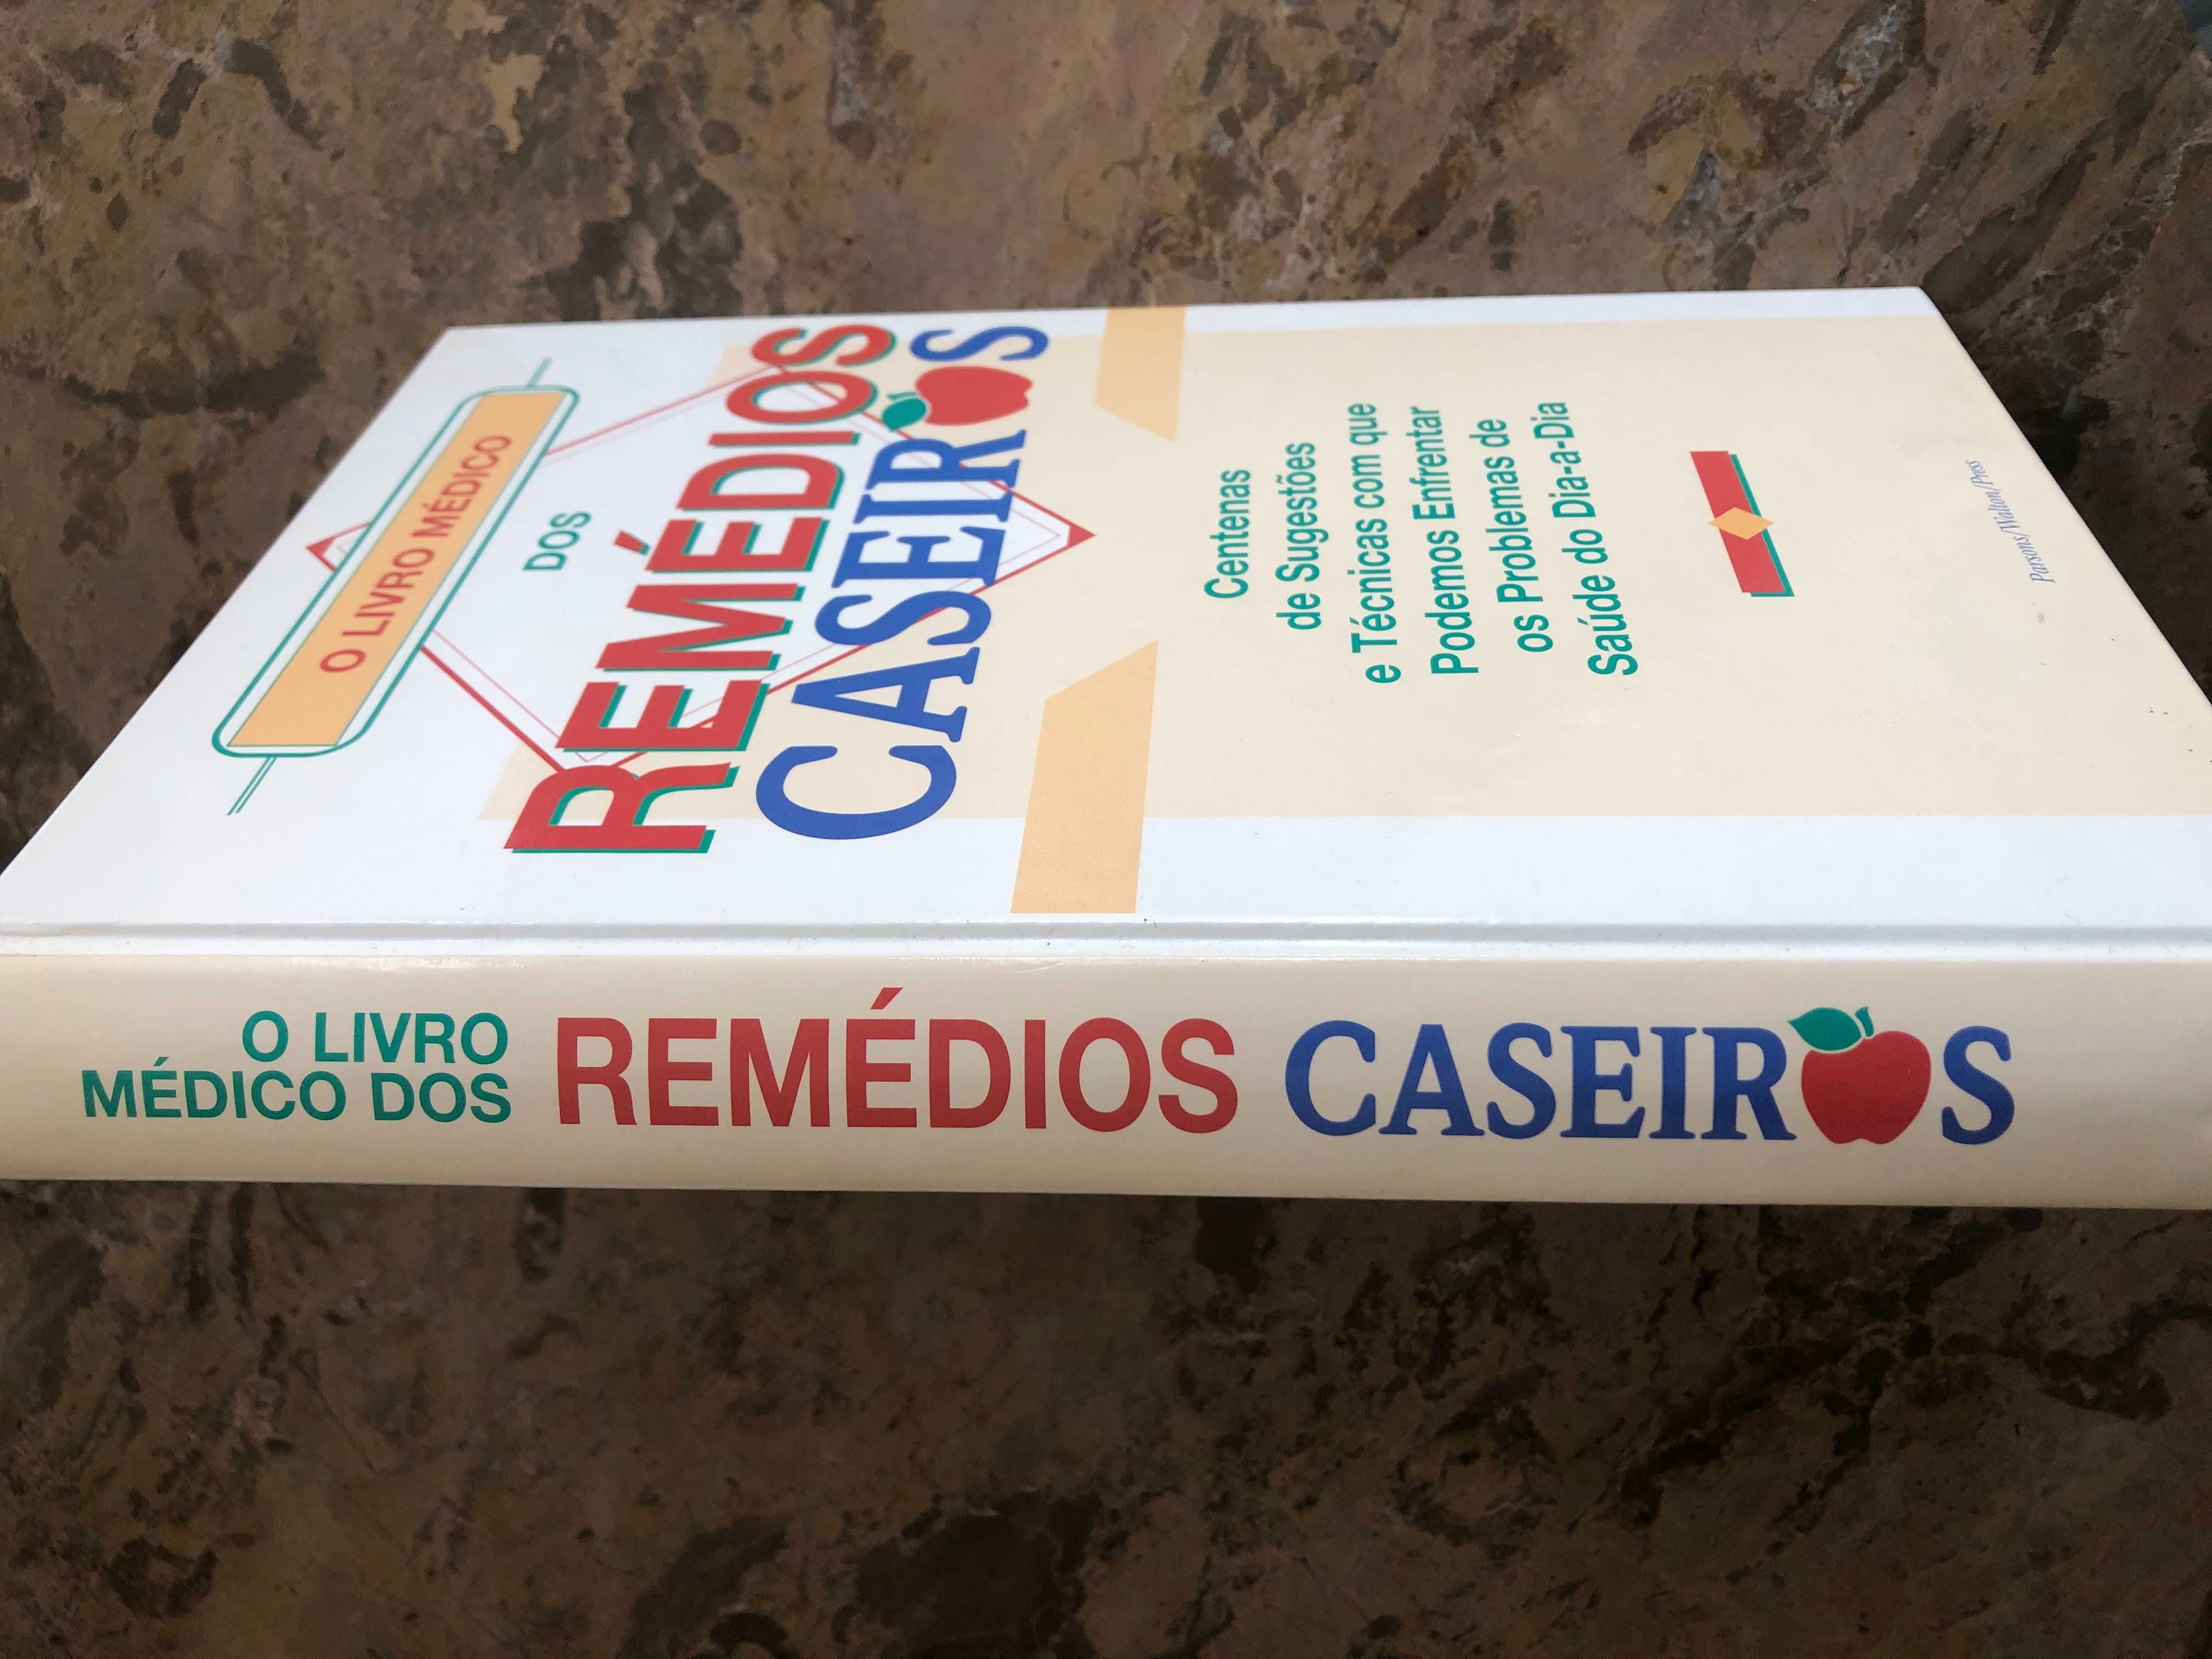 O LIVRO MÉDICO
DOS
REMÉDIOS
CASEIROS
Centenas
de Sugestões
e Técnicas com que
Podemos Enfrentar
os Problemas de
Saúde do Dia-a-Dia
Parsons/Walton/Press
O LIVRO
MÉDICO DOS
REMÉDIOS CASEIROS